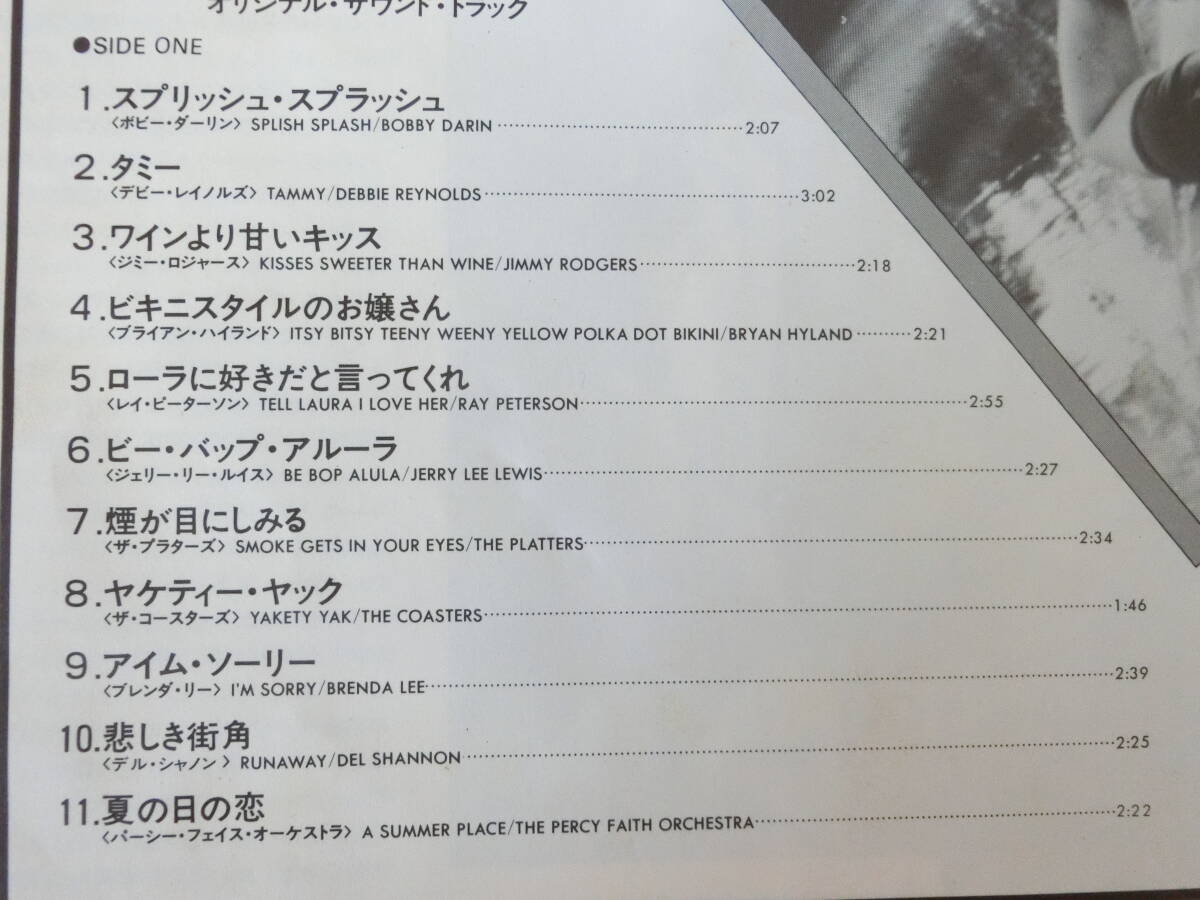 オリジナル・サウンド・トラック
●SIDE ONE
1.スプリッシュ・スプラッシュ
〈ボビー・ダーリン〉 SPLISH SPLASH/BOBBY DARIN ……………………………2:07
2.タミー
〈デビー・レイノルズ〉 TAMMY/DEBBIE REYNOLDS……………………………3:02
3.ワインより甘いキッス
〈ジミー・ロジャース〉 KISSES SWEETER THAN WINE/JIMMY RODGERS……………………2:18
4.ビキニスタイルのお嬢さん
〈ブライアン・ハイランド〉 ITSY BITSY TEENY WEENY YELLOW POLKA DOT BIKINI/BRYAN HYLAND ………2:21
5.ローラに好きだと言ってくれ
〈レイ・ピーターソン〉 TELL LAURA I LOVE HER/RAY PETERSON……………………………2:55
6.ビー・バップ・アルーラ
〈ジェリー・リー・ルイス〉 BE BOP ALULA/JERRY LEE LEWIS……………………………2:27
7.煙が目にしみる
〈ザ・プラターズ〉 SMOKE GETS IN YOUR EYES/THE PLATTERS……………………………2:34
8.ヤケティー・ヤック
〈ザ・コースターズ〉 YAKETY YAK/THE COASTERS……………………………1:46
9.アイム・ソーリー
〈ブレンダ・リー〉 I'M SORRY/BRENDA LEE……………………………2:39
10.悲しき街角
〈デル・シャノン 〉 RUNAWAY/DEL SHANNON……………………………2:25
11.夏の日の恋
〈パーシー・フェイス・オーケストラ〉 A SUMMER PLACE/THE PERCY FAITH ORCHESTRA……………………………2:22